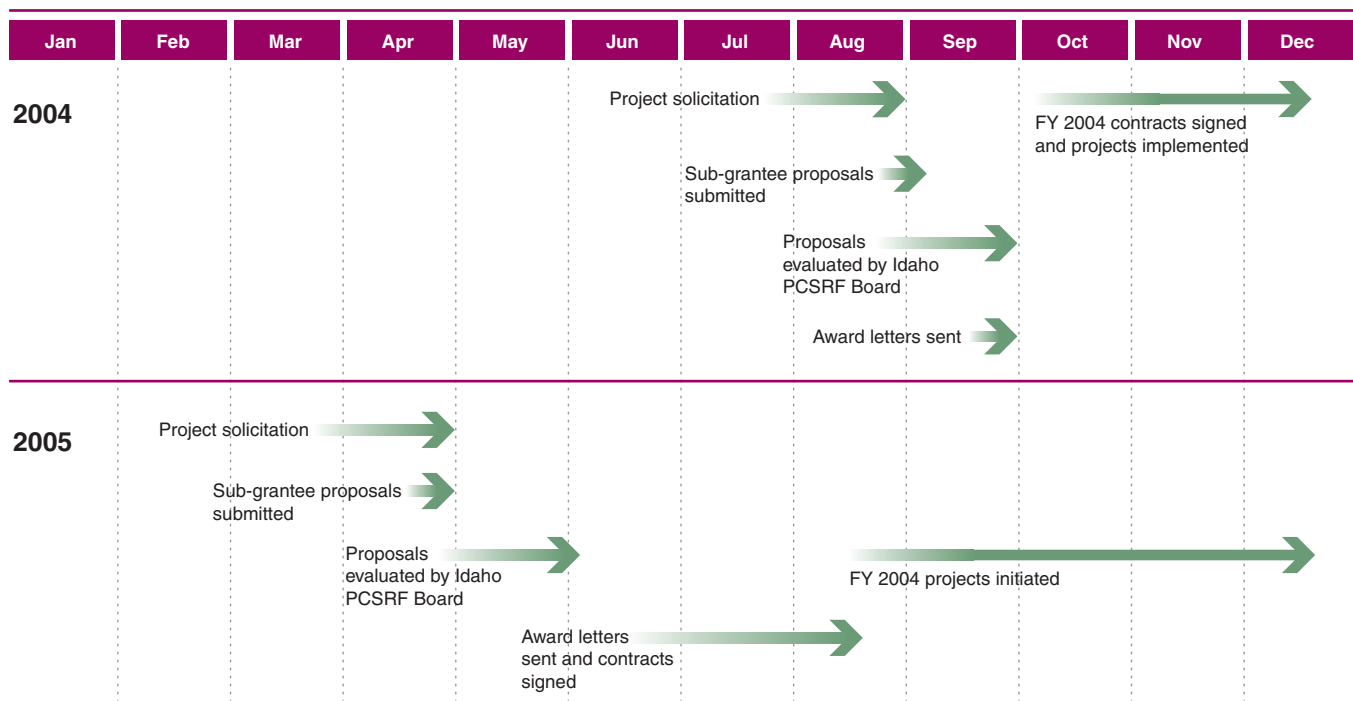 Jan Feb Mar Apr May Jun Jul Aug Sep Oct Nov Dec
2004
Project solicitation
FY 2004 contracts signed
and projects implemented
Sub-grantee proposals
submitted
Proposals
evaluated by Idaho
PCSRF Board
Award letters sent
2005
Project solicitation
Sub-grantee proposals
submitted
Proposals
evaluated by Idaho
PCSRF Board
FY 2004 projects initiated
Award letters
sent and contracts
signed